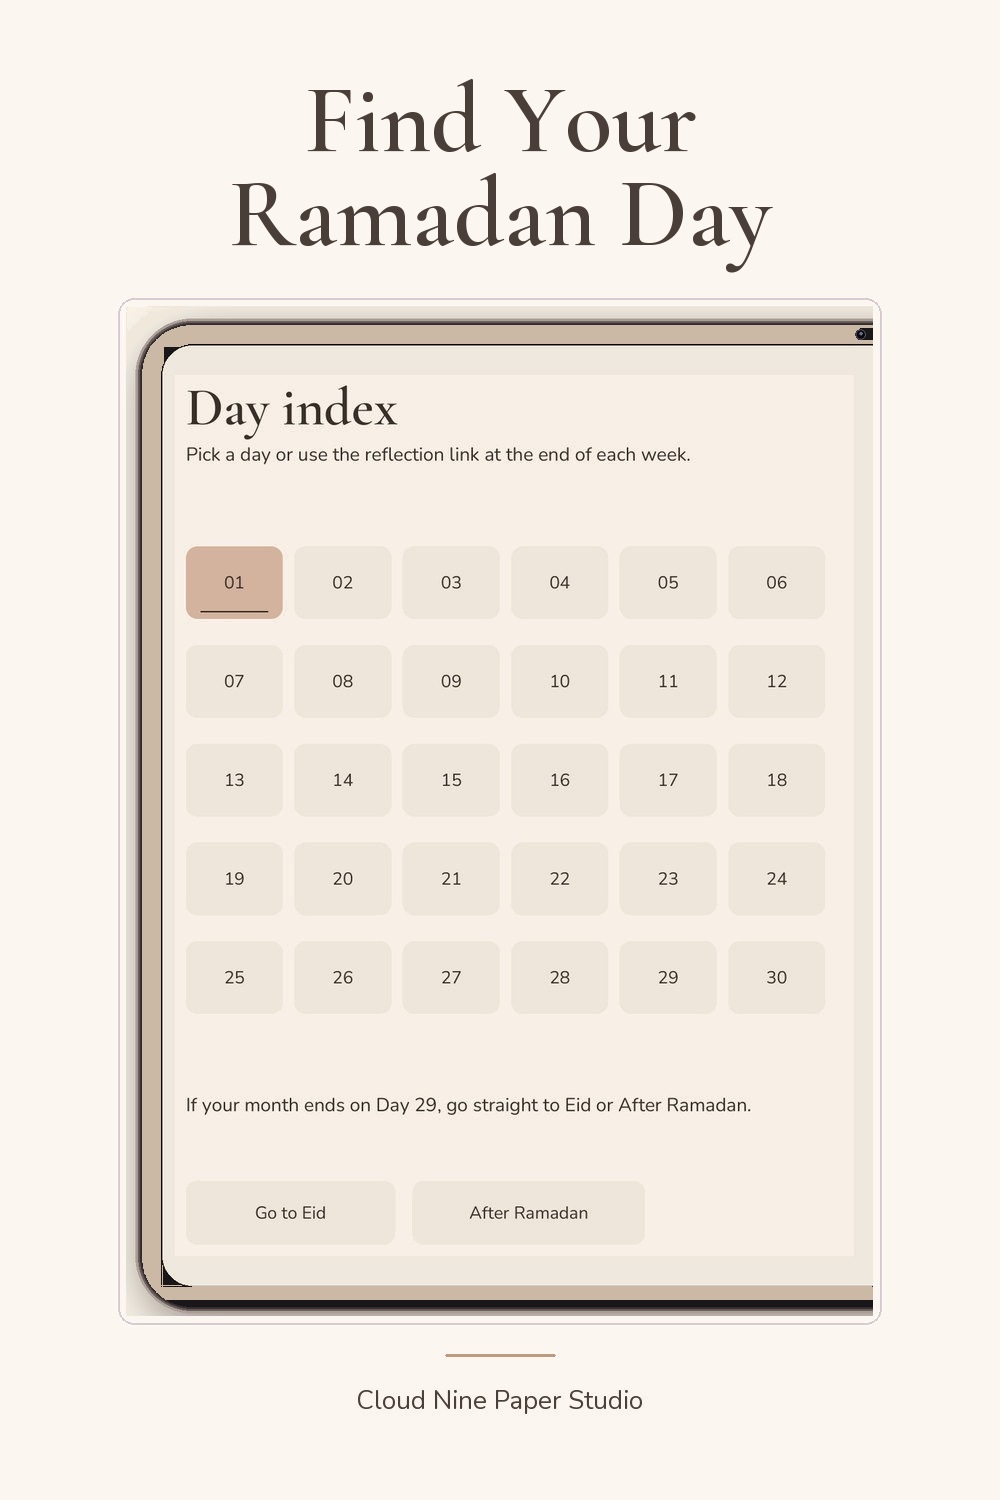 Find Your
Ramadan Day
Day index
Pick a day or use the reflection link at the end of each week.
01 02 03 04 05 06
07 08 09 10 11 12
13 14 15 16 17 18
19 20 21 22 23 24
25 26 27 28 29 30
If your month ends on Day 29, go straight to Eid or After Ramadan.
Go to Eid After Ramadan
Cloud Nine Paper Studio